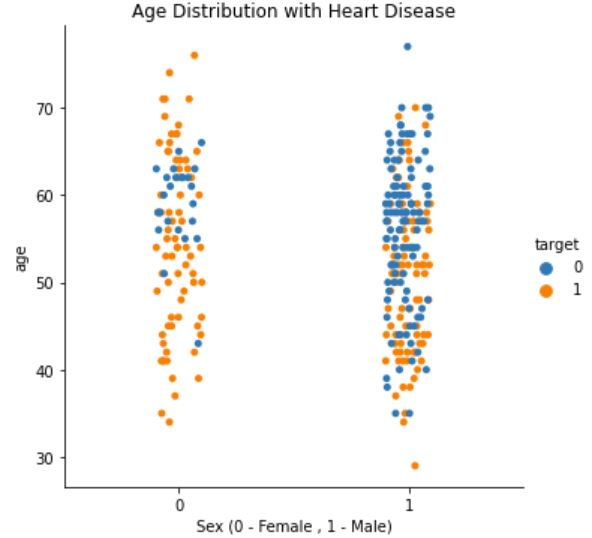 Age Distribution with Heart Disease
70
60
50
40
30
age
0
1
Sex (0 - Female , 1 - Male)
target
0
1